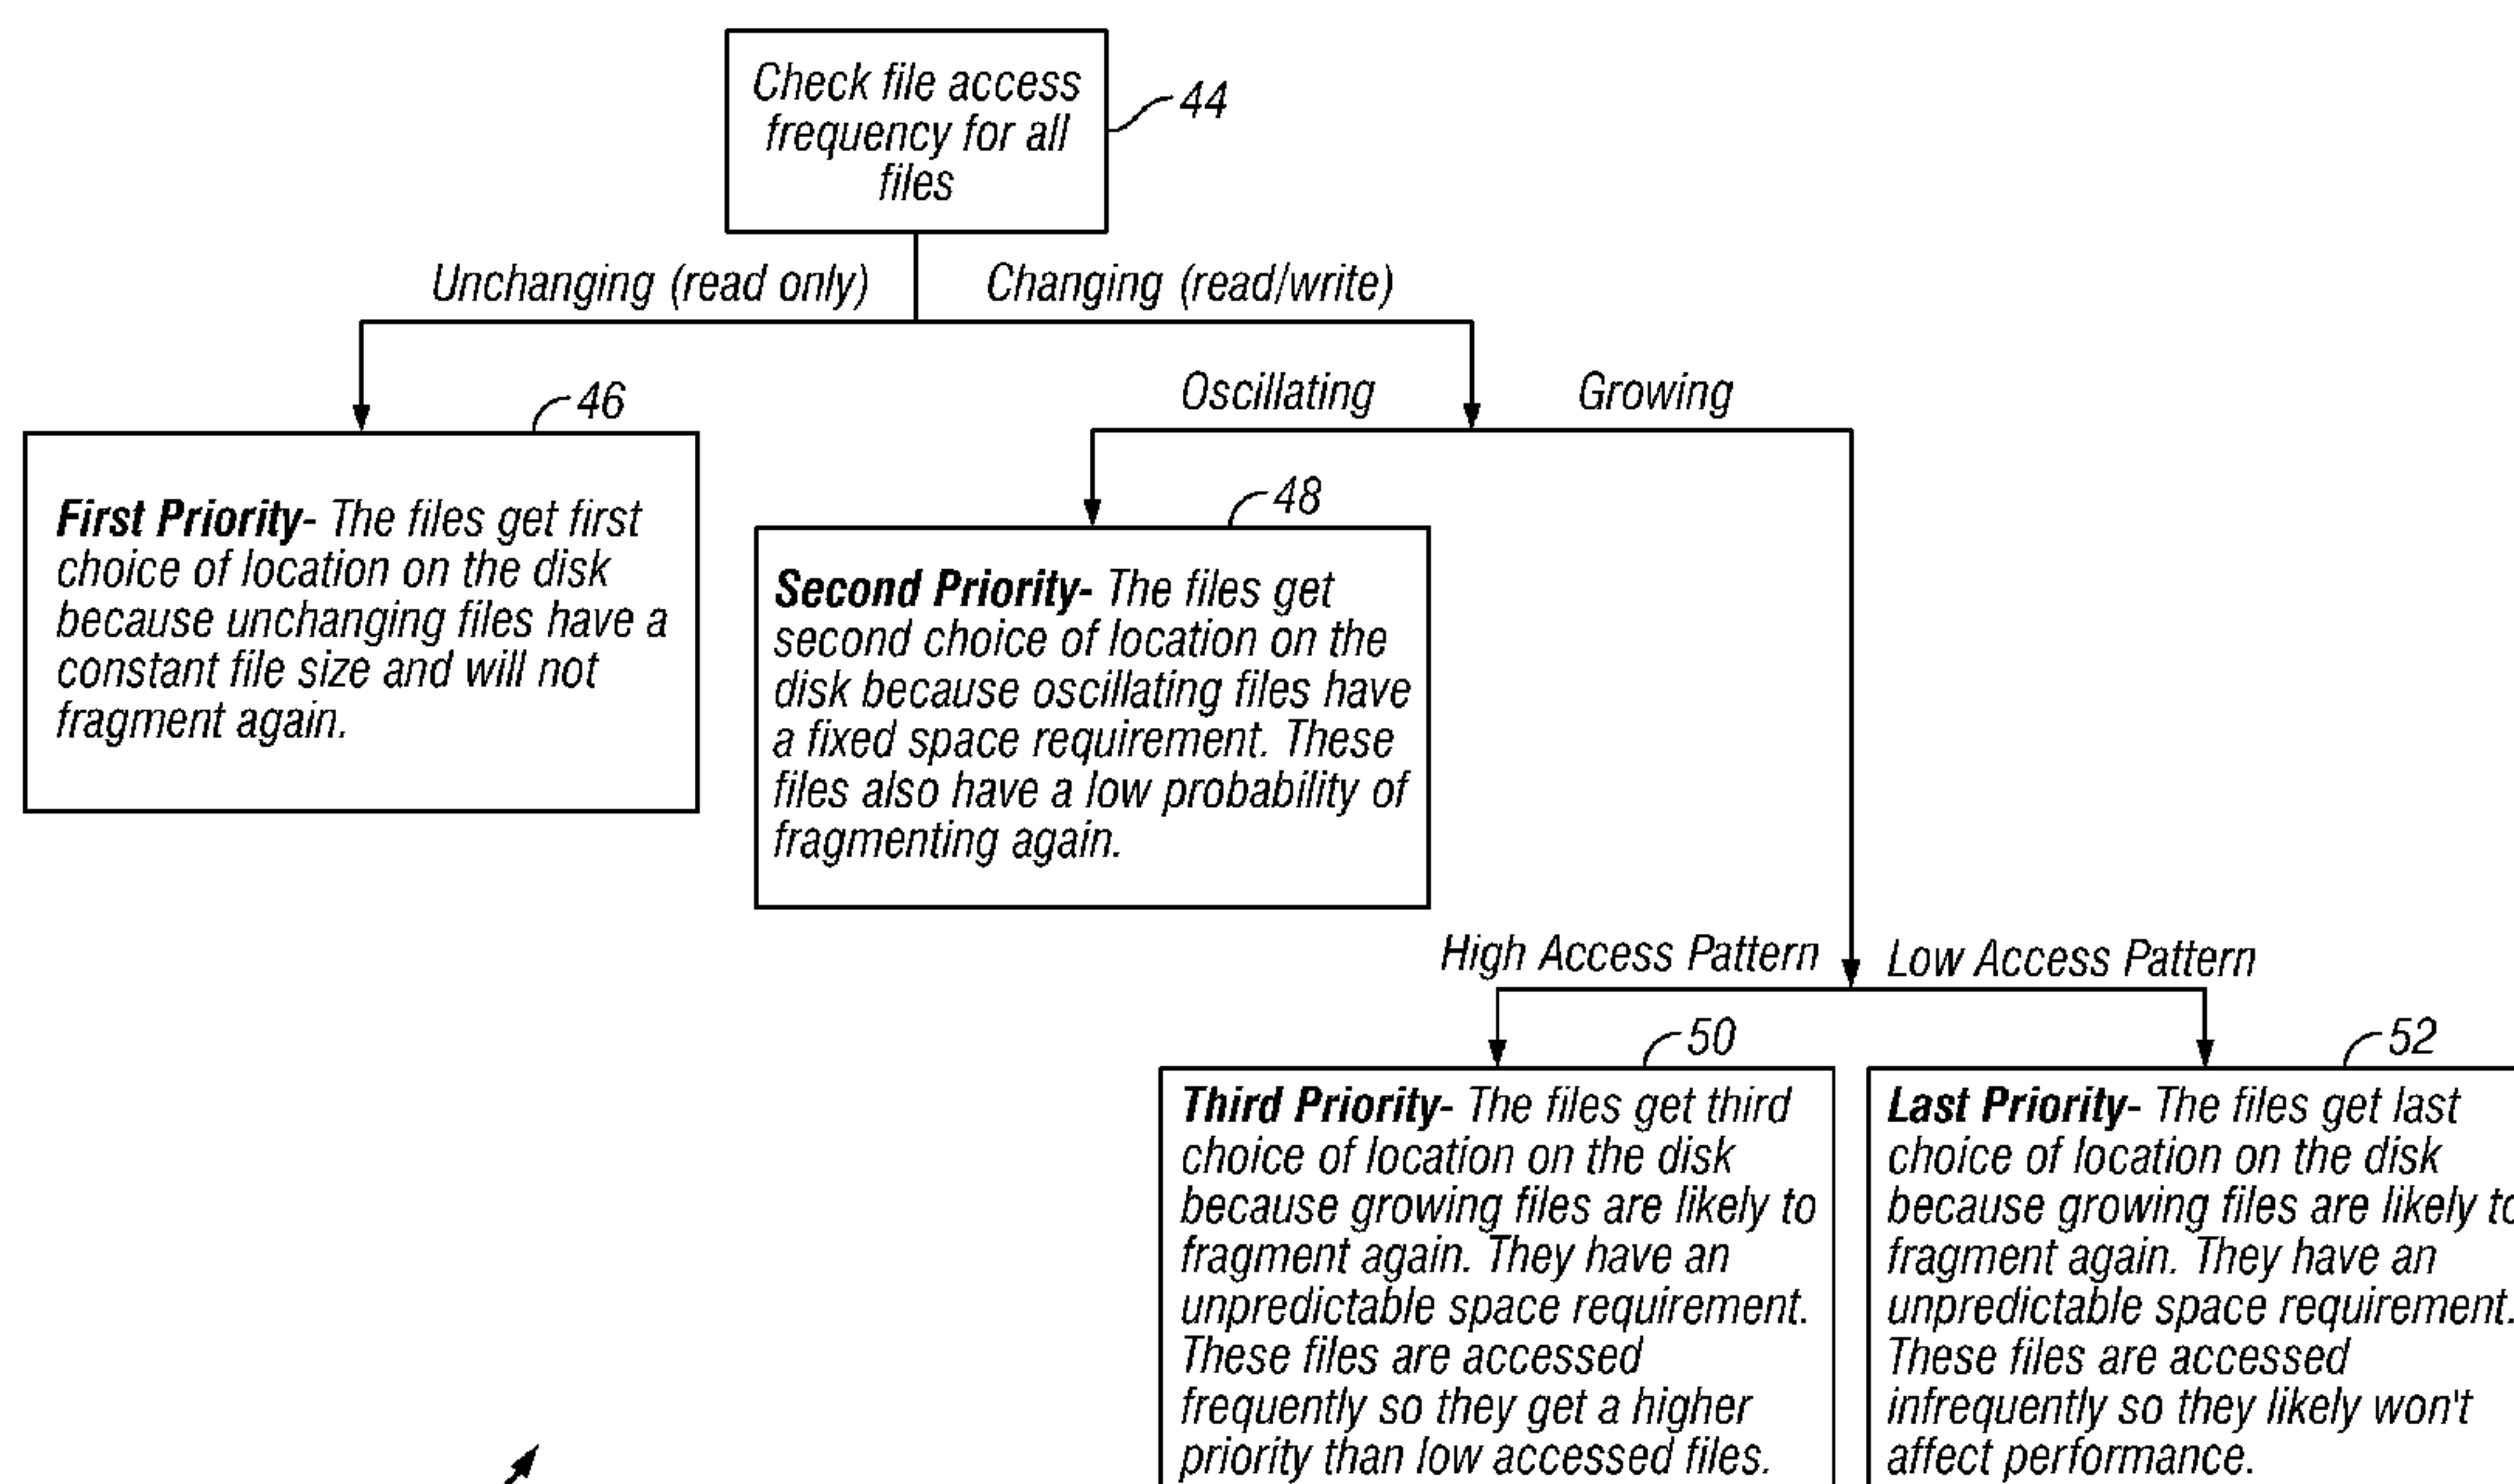 Check file access
frequency for all
files
44
Unchanging (read only)
Changing (read/write)
Oscillating
Growing
46
First Priority- The files get first
choice of location on the disk
because unchanging files have a
constant file size and will not
fragment again.
48
Second Priority- The files get
second choice of location on the
disk because oscillating files have
a fixed space requirement. These
files also have a low probability of
fragmenting again.
High Access Pattern
Low Access Pattern
50
Third Priority- The files get third
choice of location on the disk
because growing files are likely to
fragment again. They have an
unpredictable space requirement.
These files are accessed
frequently so they get a higher
priority than low accessed files.
52
Last Priority- The files get last
choice of location on the disk
because growing files are likely to
fragment again. They have an
unpredictable space requirement.
These files are accessed
infrequently so they likely won't
affect performance.